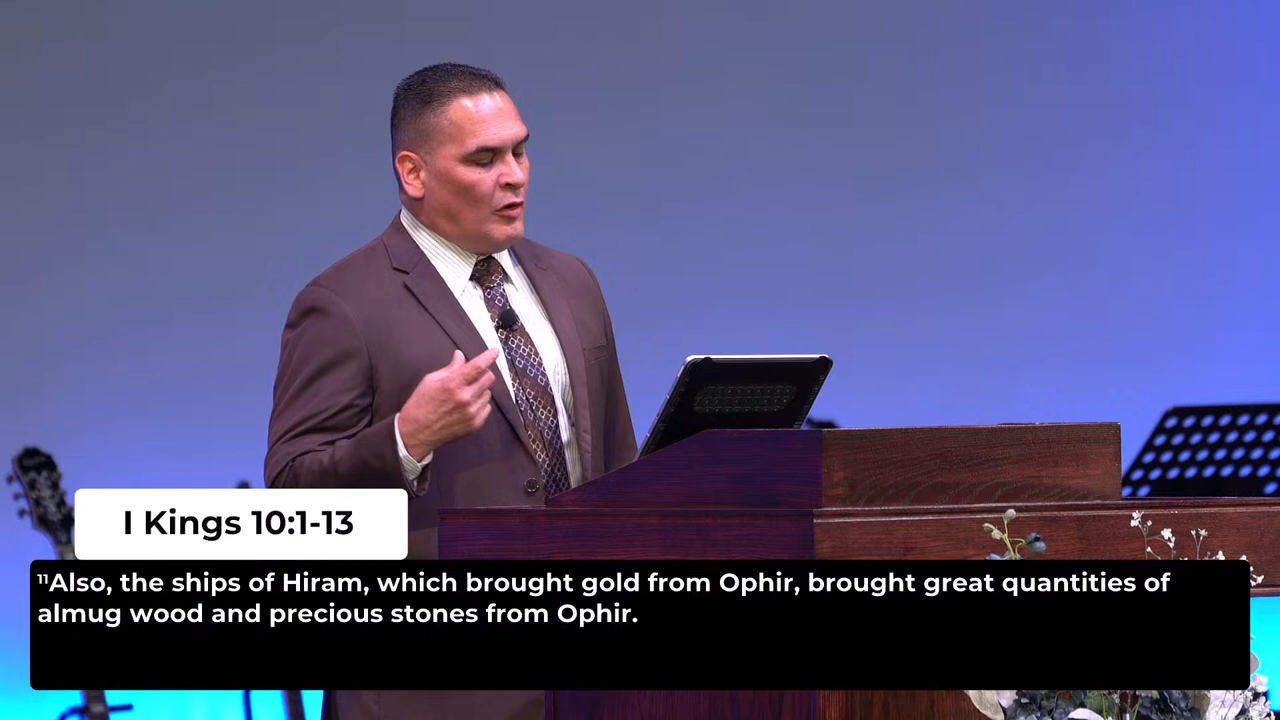 I Kings 10:1-13
¹¹Also, the ships of Hiram, which brought gold from Ophir, brought great quantities of
almug wood and precious stones from Ophir.